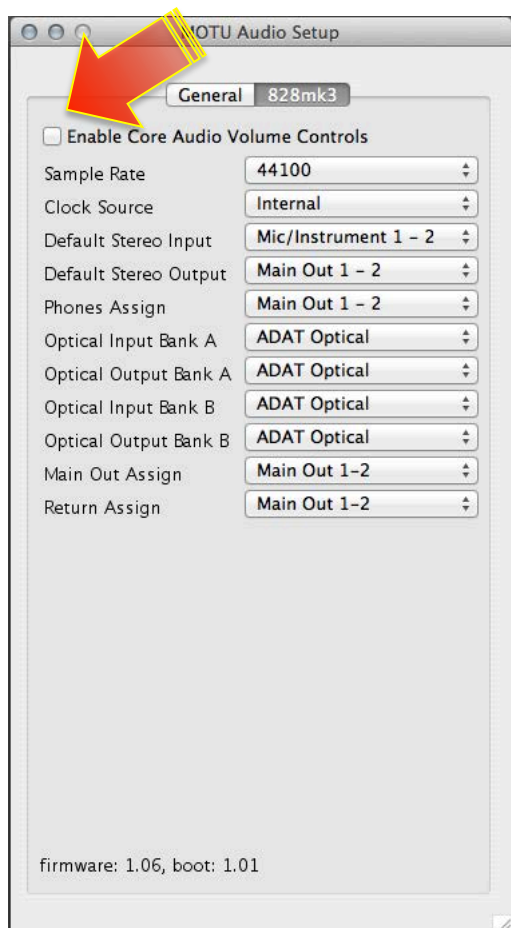 MOTU Audio Setup
General 828mk3
Enable Core Audio Volume Controls
Sample Rate 44100
Clock Source Internal
Default Stereo Input Mic/Instrument 1 – 2
Default Stereo Output Main Out 1 – 2
Phones Assign Main Out 1 – 2
Optical Input Bank A ADAT Optical
Optical Output Bank A ADAT Optical
Optical Input Bank B ADAT Optical
Optical Output Bank B ADAT Optical
Main Out Assign Main Out 1-2
Return Assign Main Out 1-2
firmware: 1.06, boot: 1.01